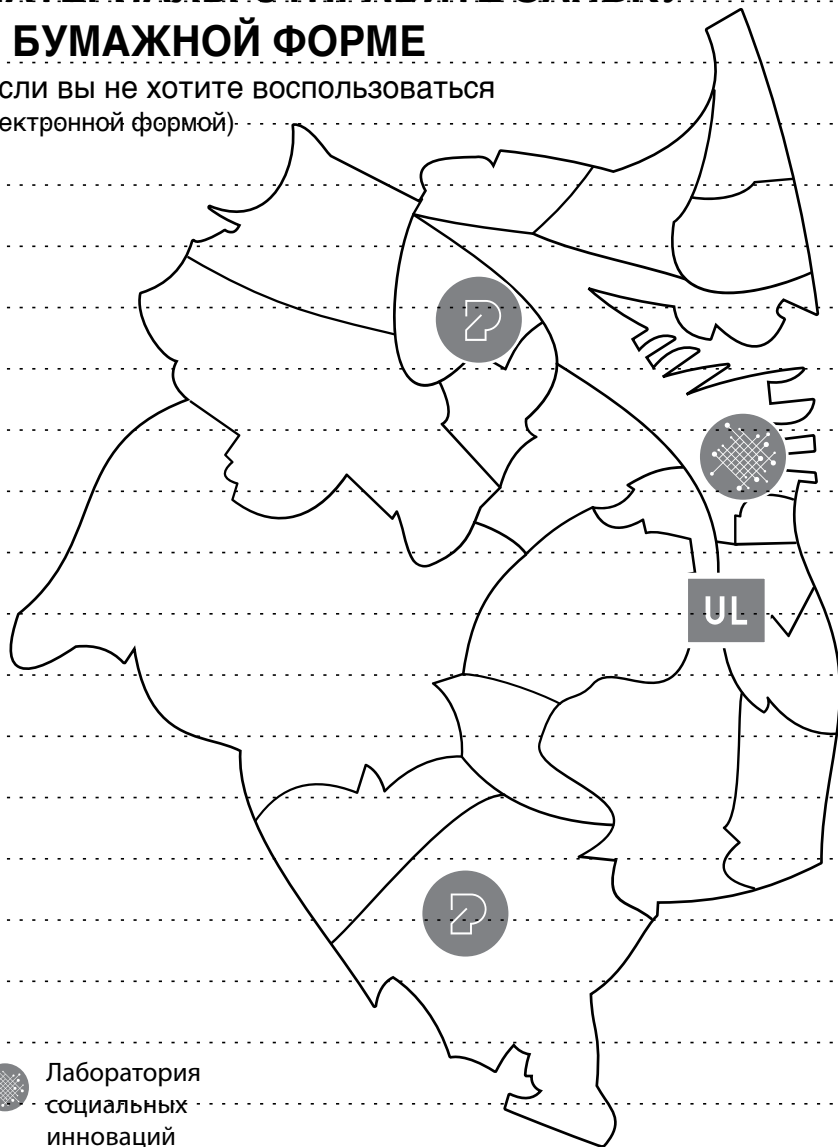 БУМАЖНОЙ ФОРМЕ
сли вы не хотите воспользоваться
ектронной формой)
UL
Лаборатория
социальных
инноваций